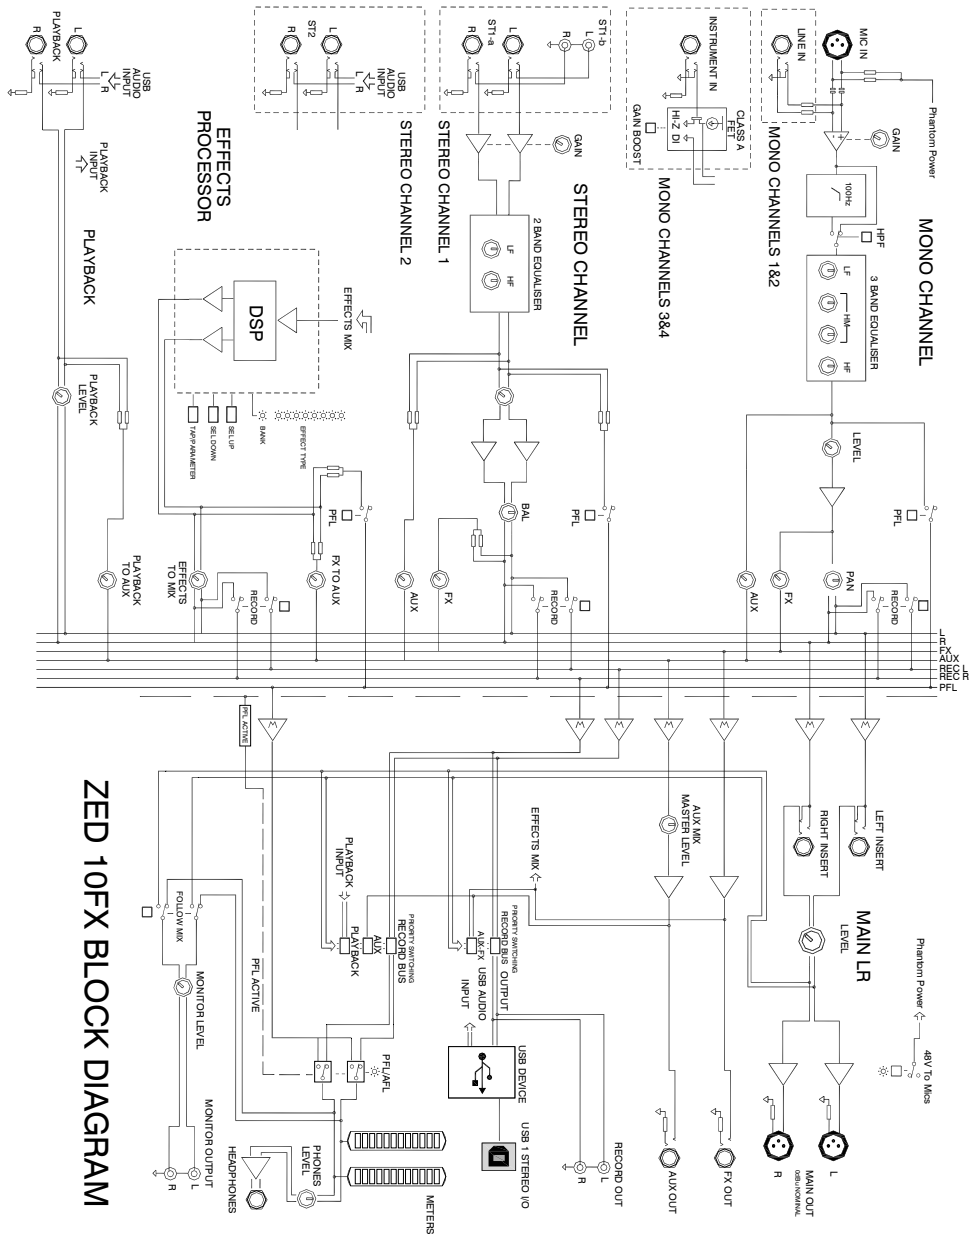 MIC IN
LINE IN
INSTRUMENT IN
ST1-b
L
R
L
ST1-a
R
ST2
L
R
PLAYBACK
L
R
Phantom Power
GAIN
100Hz
HPF
MONO CHANNEL
3 BAND EQUALISER
LF
HM
HF
MONO CHANNELS 1&2
CLASS A
FET
HI-Z DI
GAIN BOOST
MONO CHANNELS 3&4
GAIN
STEREO CHANNEL
2 BAND EQUALISER
LF
HF
STEREO CHANNEL 1
STEREO CHANNEL 2
USB
AUDIO
INPUT
L
R
USB
AUDIO
INPUT
L
R
EFFECTS
PROCESSOR
EFFECTS MIX
DSP
PLAYBACK
INPUT
PLAYBACK
EFFECT TYPE
BANK
SEL UP
SEL DOWN
TAP/PARAMETER
PLAYBACK
LEVEL
LEVEL
PFL
PAN
FX
AUX
RECORD
PFL
BAL
RECORD
FX
AUX
PFL
FX TO AUX
RECORD
EFFECTS
TO MIX
PLAYBACK
TO AUX
L
R
FX
AUX
REC L
REC R
PFL
PFL ACTIVE
LEFT INSERT
RIGHT INSERT
MAIN LR
LEVEL
AUX MIX
MASTER LEVEL
EFFECTS MIX
PRIORITY SWITCHING
RECORD BUS
AUX-FX
OUTPUT
USB AUDIO
INPUT
PRIORITY SWITCHING
RECORD BUS
AUX
PLAYBACK
PLAYBACK
INPUT
FOLLOW MIX
PFL ACTIVE
MONITOR LEVEL
PFL/AFL
USB DEVICE
USB 1 STEREO I/O
Phantom Power
48V To Mics
L
MAIN OUT
0dBu NOMINAL
R
FX OUT
AUX OUT
RECORD OUT
L
R
METERS
PHONES
LEVEL
HEADPHONES
MONITOR OUTPUT
L
R
ZED 10FX BLOCK DIAGRAM